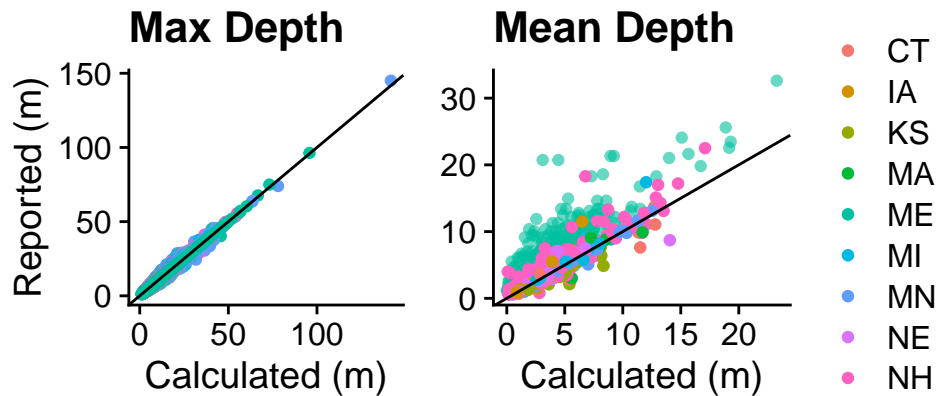 Max Depth
Mean Depth
Reported (m)
150
100
50
0
0
50
100
Calculated (m)
30
20
10
0
0
5
10
15
20
Calculated (m)
CT
IA
KS
MA
ME
MI
MN
NE
NH